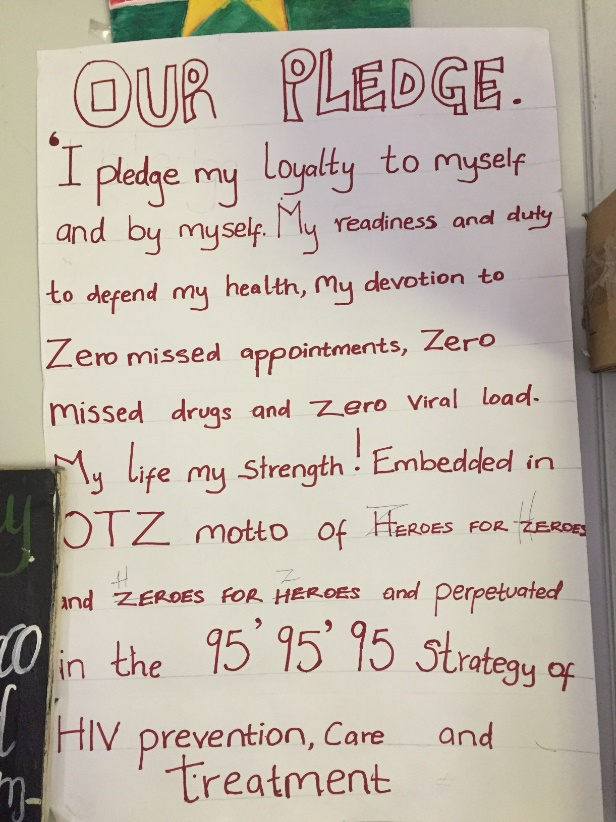 OUR PLEDGE.
'I pledge my loyalty to myself
and by myself. My readiness and duty
to defend my health, My devotion to
Zero missed appointments, Zero
missed drugs and Zero viral load.
My life my strength! Embedded in
OTZ motto of HEROES FOR ZEROES
and ZEROES FOR HEROES and perpetuated
in the 95' 95' 95 Strategy of
HIV prevention, Care and
treatment